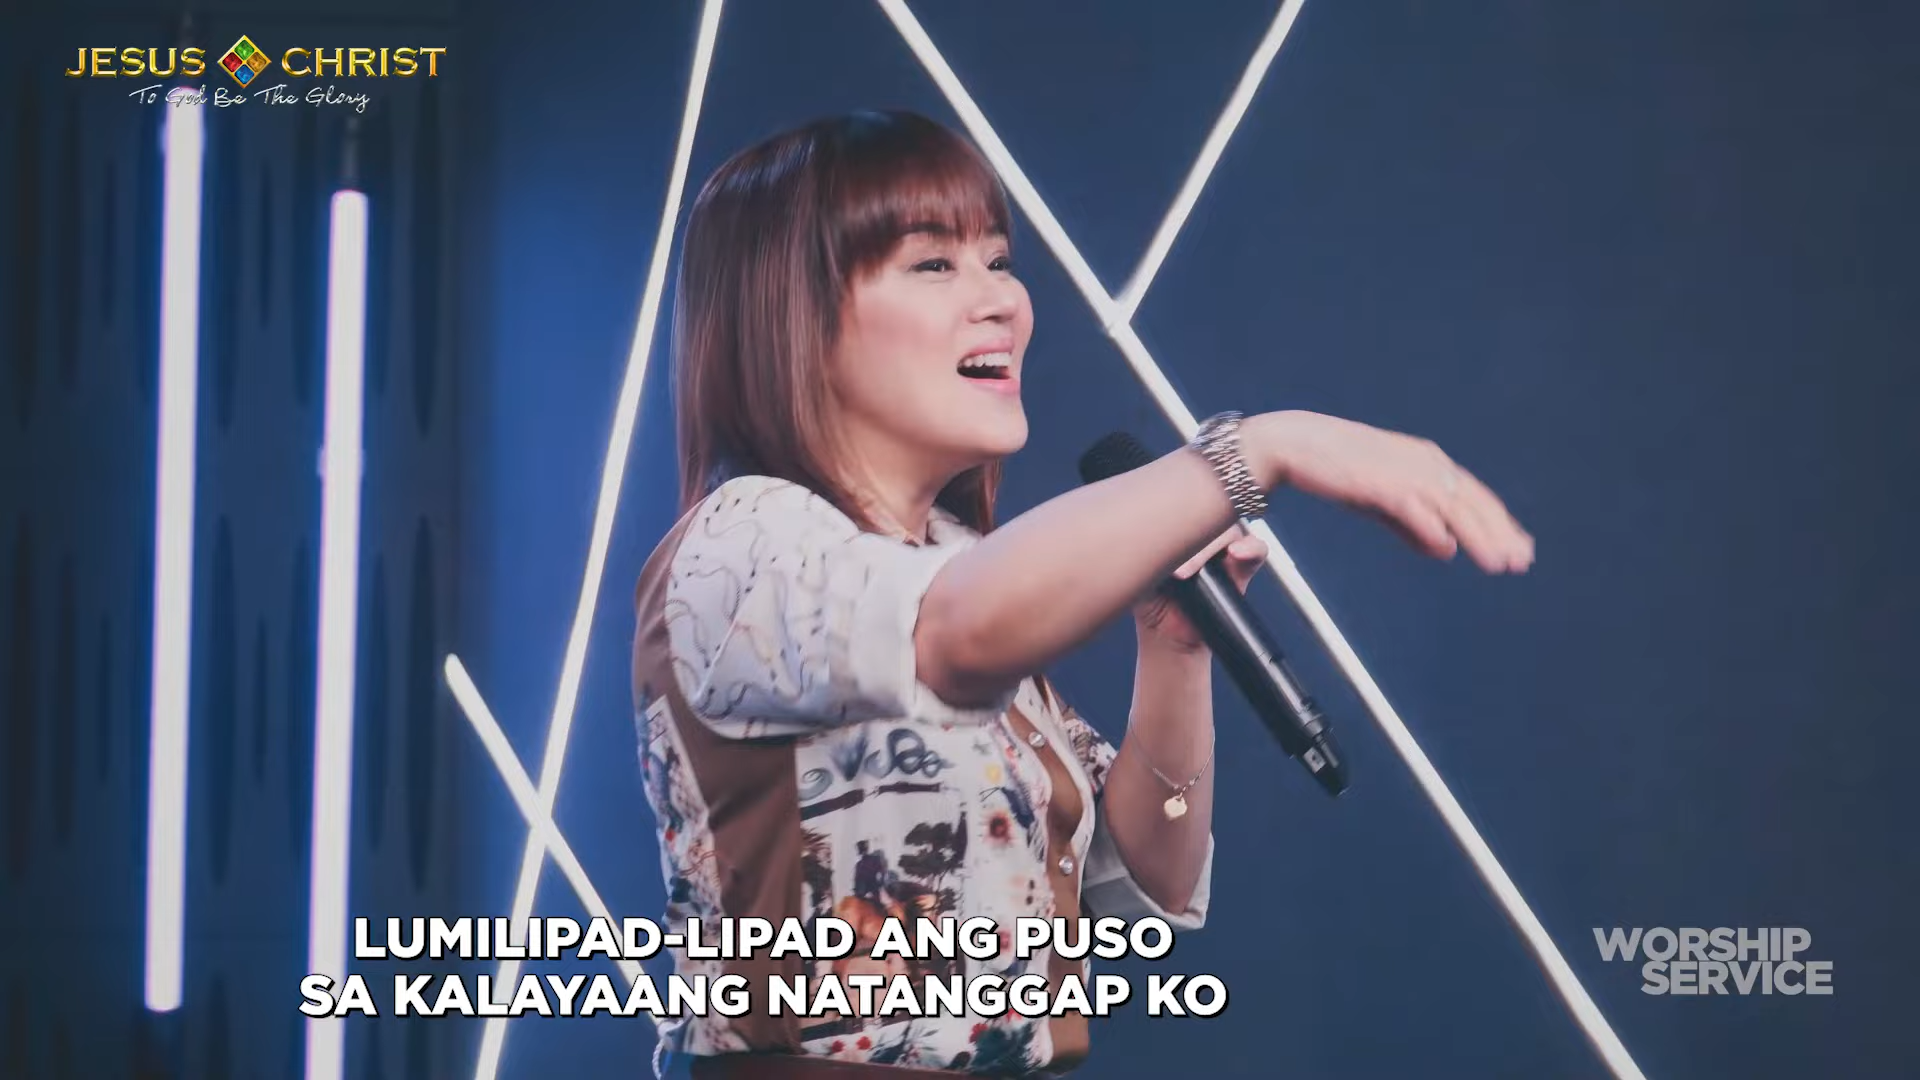 JESUS CHRIST
To God Be The Glory
LUMILIPAD-LIPAD ANG PUSO
SA KALAYAANG NATANGGAP KO
WORSHIP
SERVICE